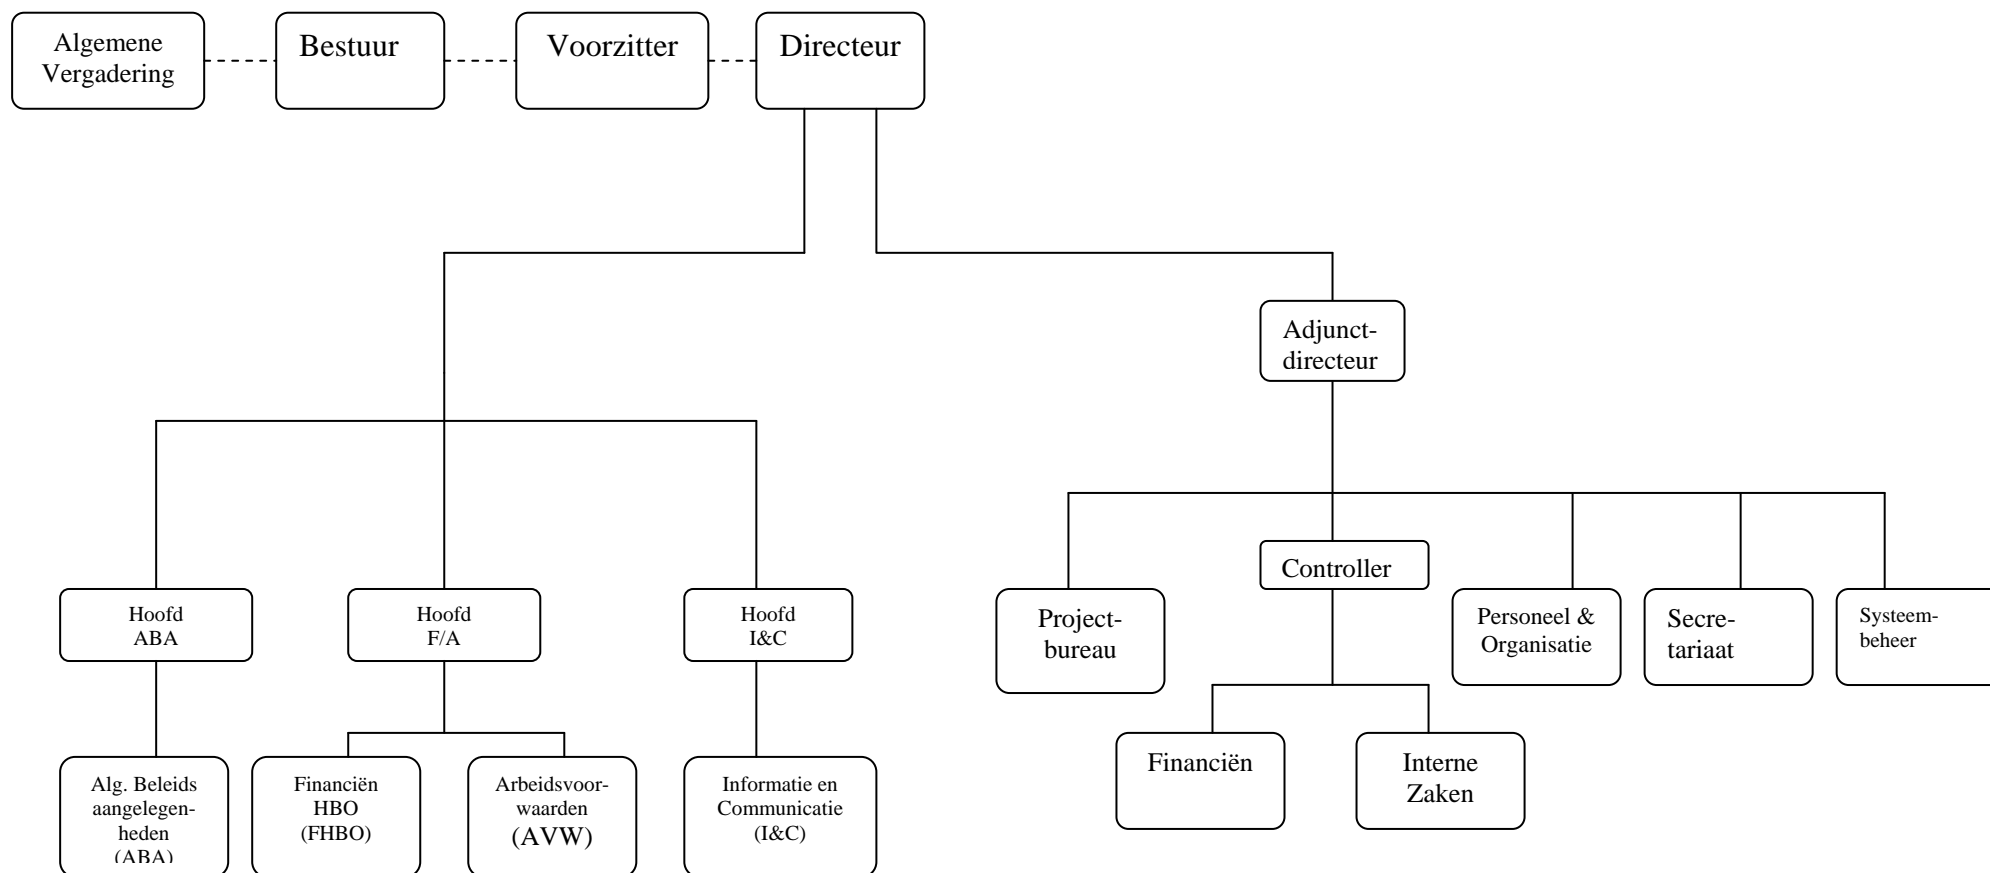 Algemene
Vergadering
Bestuur
Voorzitter
Directeur
Adjunct-
directeur
Controller
Hoofd
ABA
Hoofd
F/A
Hoofd
I&C
Project-
bureau
Personeel &
Organisatie
Secre-
tariaat
Systeem-
beheer
Alg. Beleids
aangelegen-
heden
(ABA)
Financiën
HBO
(FHBO)
Arbeidsvoor-
waarden
(AVW)
Informatie en
Communicatie
(I&C)
Financiën
Interne
Zaken